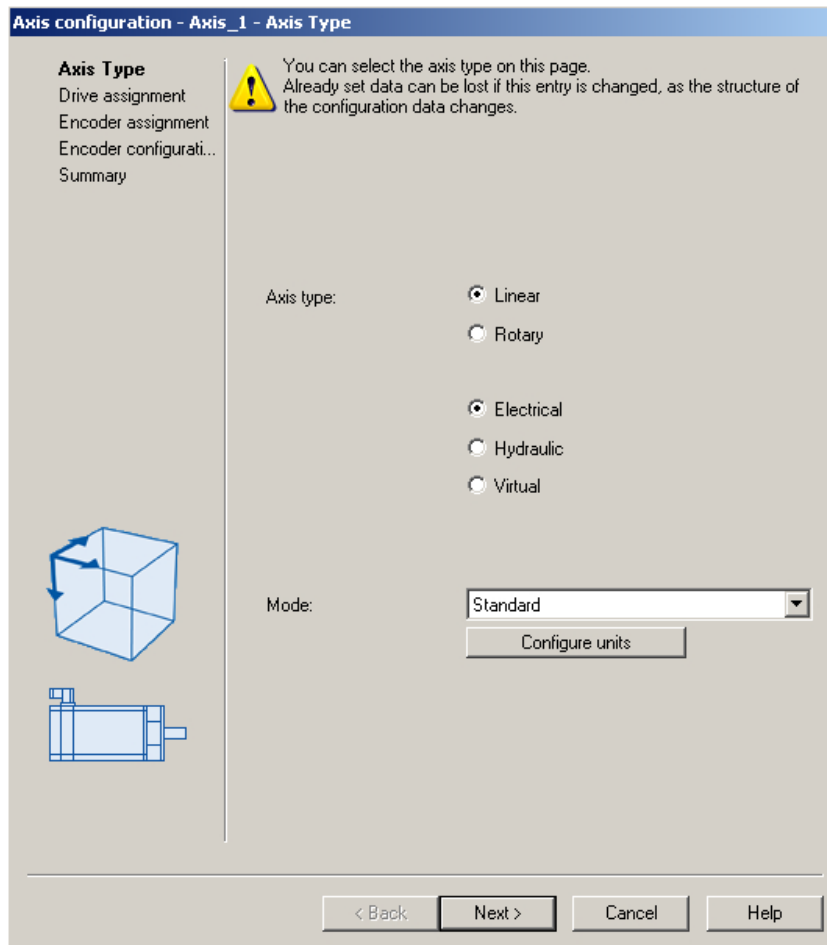 Axis configuration - Axis_1 - Axis Type
Axis Type
Drive assignment
Encoder assignment
Encoder configurati...
Summary
You can select the axis type on this page.
Already set data can be lost if this entry is changed, as the structure of
the configuration data changes.
Axis type:
Linear
Rotary
Electrical
Hydraulic
Virtual
Mode:
Standard
Configure units
< Back
Next >
Cancel
Help